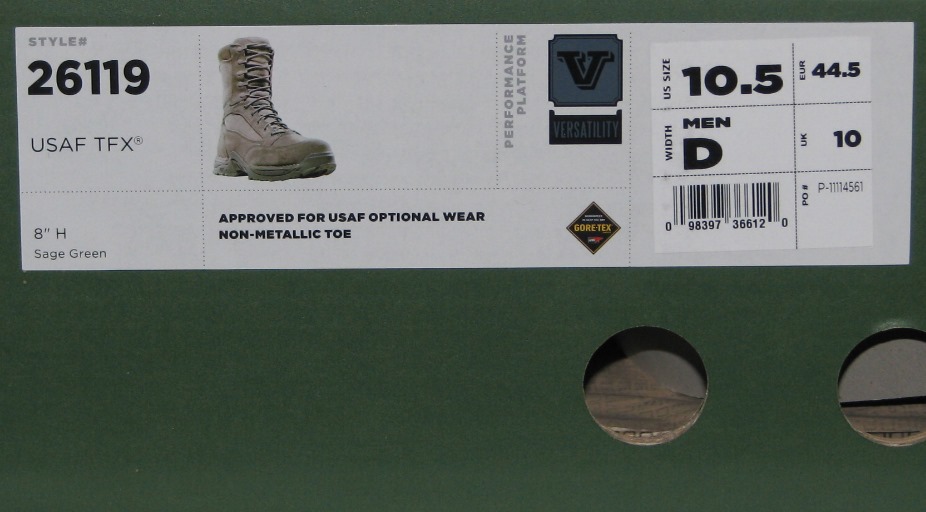 STYLE#
26119
USAF TFX®
8” H
Sage Green
APPROVED FOR USAF OPTIONAL WEAR
NON-METALLIC TOE
PERFORMANCE
PLATFORM
V
VERSATILITY
GORE-TEX
US SIZE
10.5
EUR
44.5
WIDTH
MEN
D
UK
10
0 98397 36612 0
PO #
P-11114561